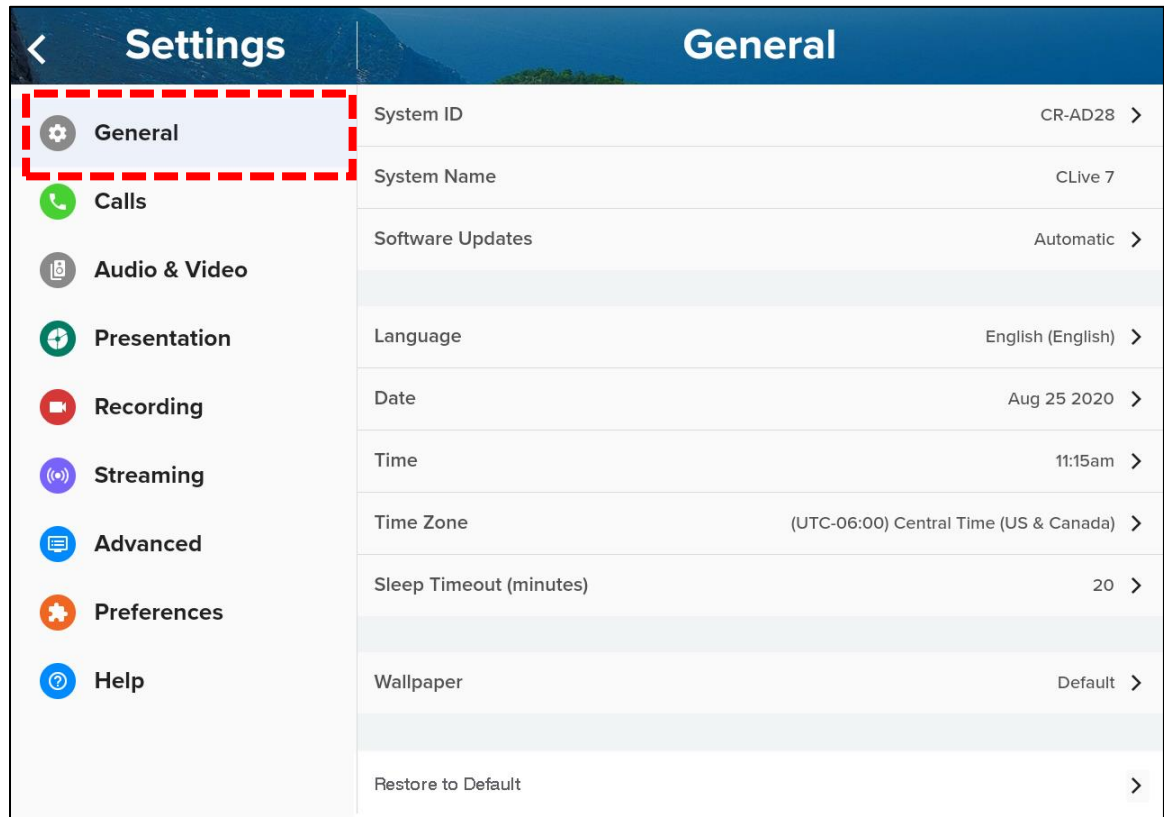 Settings
General
General
Calls
Audio & Video
Presentation
Recording
Streaming
Advanced
Preferences
Help
System ID CR-AD28
System Name CLive 7
Software Updates Automatic
Language English (English)
Date Aug 25 2020
Time 11:15am
Time Zone (UTC-06:00) Central Time (US & Canada)
Sleep Timeout (minutes) 20
Wallpaper Default
Restore to Default